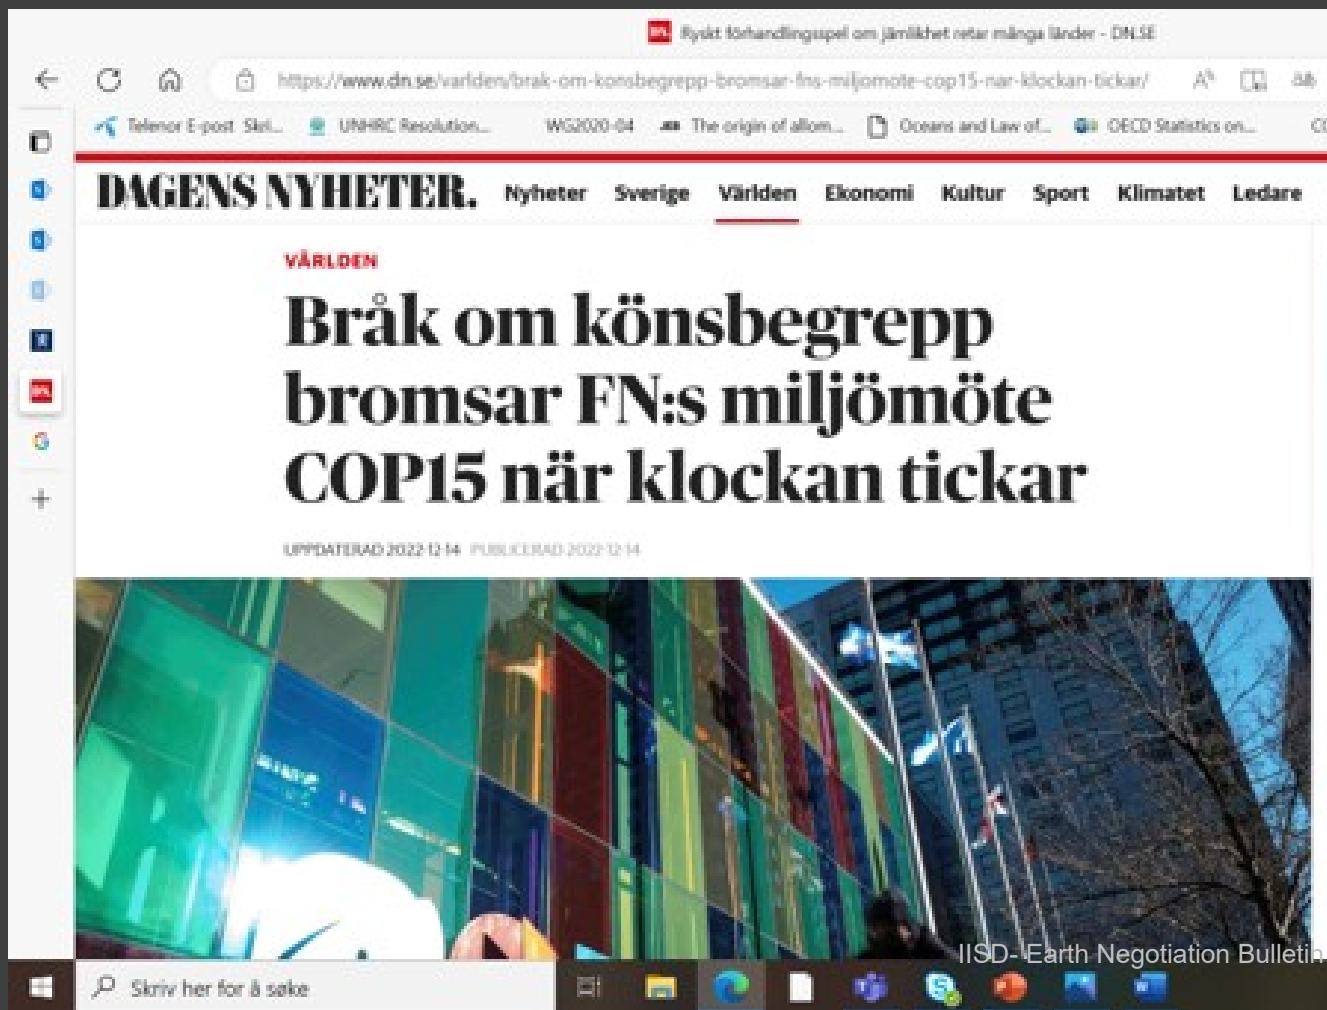 Ryskt förhandlingsspel om jämlikhet retar många länder - DN.SE
https://www.dn.se/varlden/brak-om-konsbegrepp-bromsar-fns-miljomote-cop15-nar-klockan-tickar/
Telenor E-post Skri... UNHRC Resolution... WG2020-04 The origin of allom... Oceans and Law of... OECD Statistics on...
DAGENS NYHETER. Nyheter Sverige Världen Ekonomi Kultur Sport Klimatet Ledare
VÄRLDEN
Bråk om könsbegrepp
bromsar FN:s miljömöte
COP15 när klockan tickar
UPPDATERAD 2022-12-14 PUBLICERAD 2022-12-14
IISD- Earth Negotiation Bulletin
Skriv her for å søke